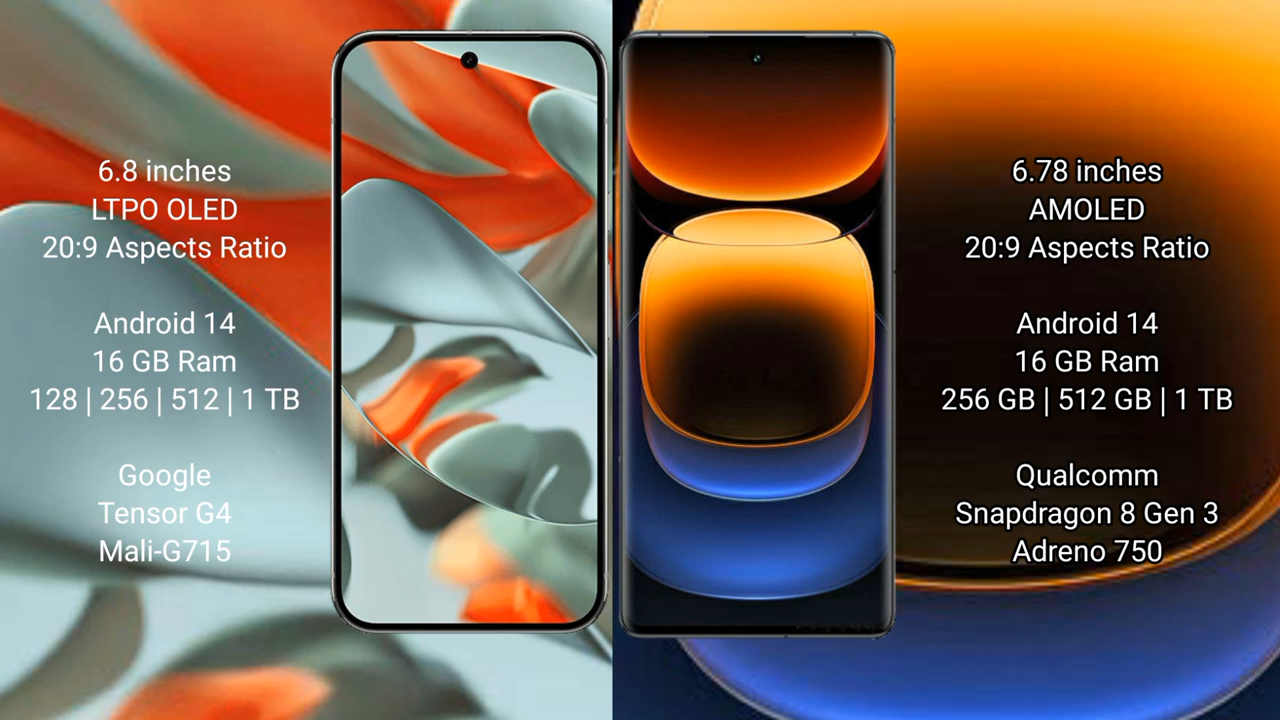 6.8 inches
LTPO OLED
20:9 Aspects Ratio
Android 14
16 GB Ram
128 | 256 | 512 | 1 TB
Google
Tensor G4
Mali-G715
6.78 inches
AMOLED
20:9 Aspects Ratio
Android 14
16 GB Ram
256 GB | 512 GB | 1 TB
Qualcomm
Snapdragon 8 Gen 3
Adreno 750